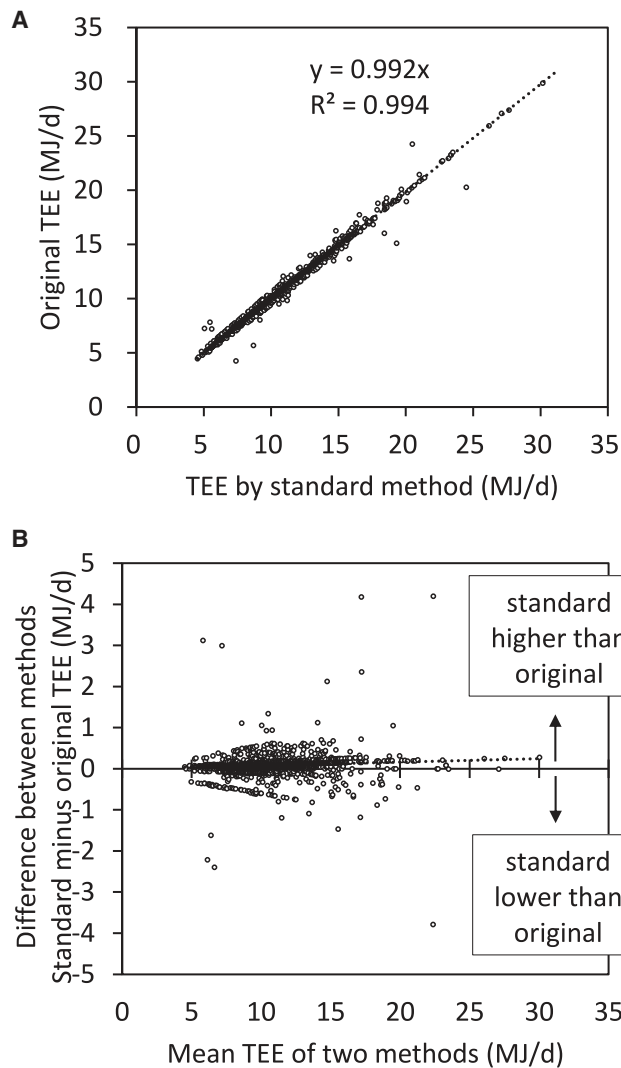 A
35
30
25
20
15
10
5
0
Original TEE (MJ/d)
y = 0.992x
R² = 0.994
0 5 10 15 20 25 30 35
TEE by standard method (MJ/d)
B
5
4
3
2
1
0
-1
-2
-3
-4
-5
Difference between methods
Standard minus original TEE (MJ/d)
standard
higher than
original
standard
lower than
original
0 5 10 15 20 25 30 35
Mean TEE of two methods (MJ/d)